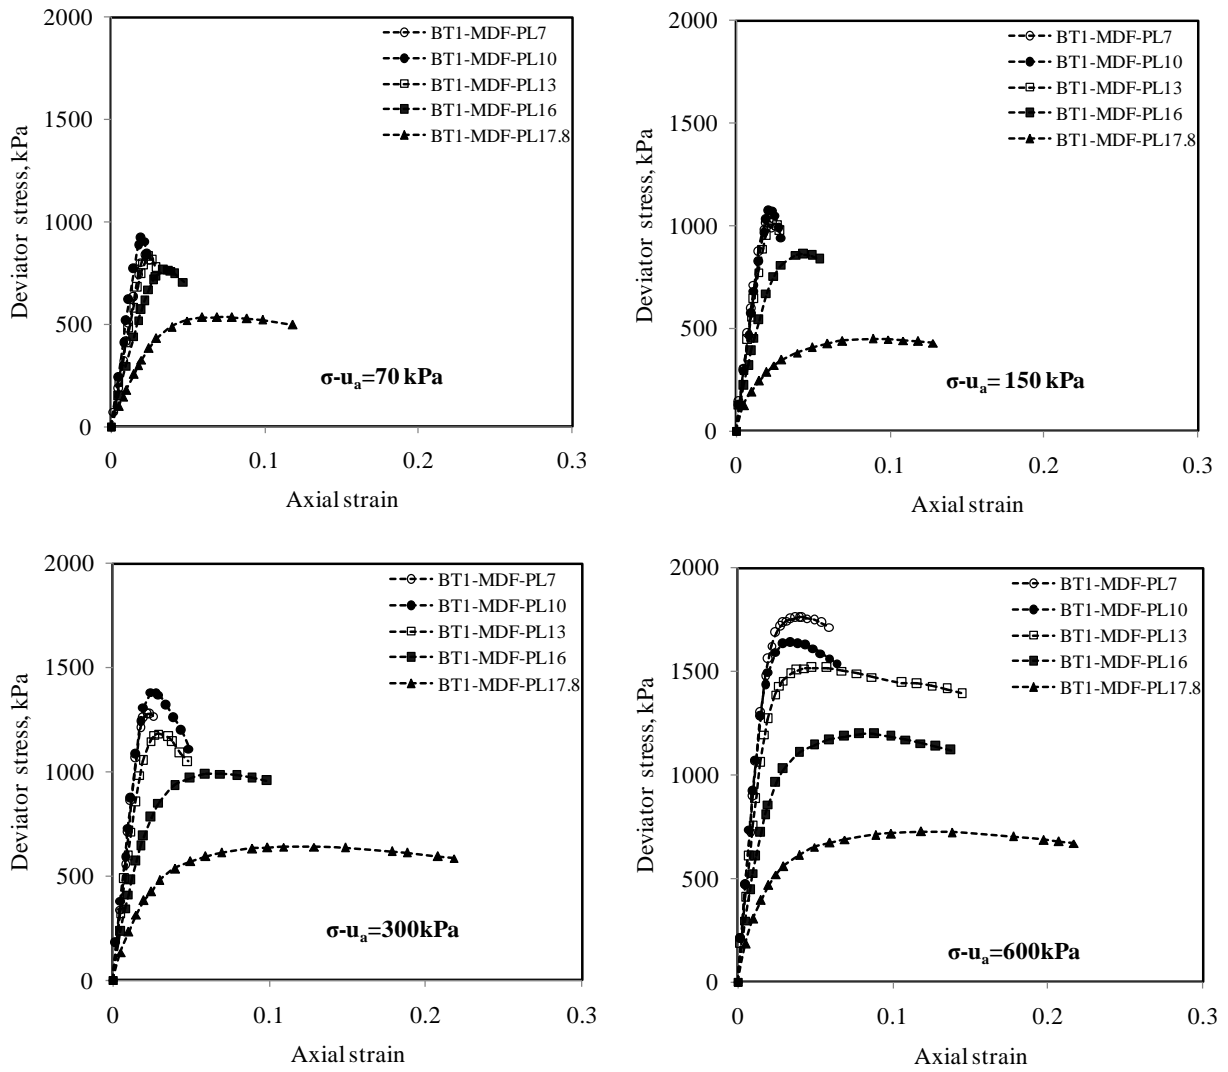 2000
1500
1000
500
0
0
0.1
0.2
0.3
Deviator stress, kPa
Axial strain
BT1-MDF-PL7
BT1-MDF-PL10
BT1-MDF-PL13
BT1-MDF-PL16
BT1-MDF-PL17.8
σ-uₐ=70 kPa
2000
1500
1000
500
0
0
0.1
0.2
0.3
Deviator stress, kPa
Axial strain
BT1-MDF-PL7
BT1-MDF-PL10
BT1-MDF-PL13
BT1-MDF-PL16
BT1-MDF-PL17.8
σ-uₐ= 150 kPa
2000
1500
1000
500
0
0
0.1
0.2
0.3
Deviator stress, kPa
Axial strain
BT1-MDF-PL7
BT1-MDF-PL10
BT1-MDF-PL13
BT1-MDF-PL16
BT1-MDF-PL17.8
σ-uₐ=300kPa
2000
1500
1000
500
0
0
0.1
0.2
0.3
Deviator stress, kPa
Axial strain
BT1-MDF-PL7
BT1-MDF-PL10
BT1-MDF-PL13
BT1-MDF-PL16
BT1-MDF-PL17.8
σ-uₐ=600kPa